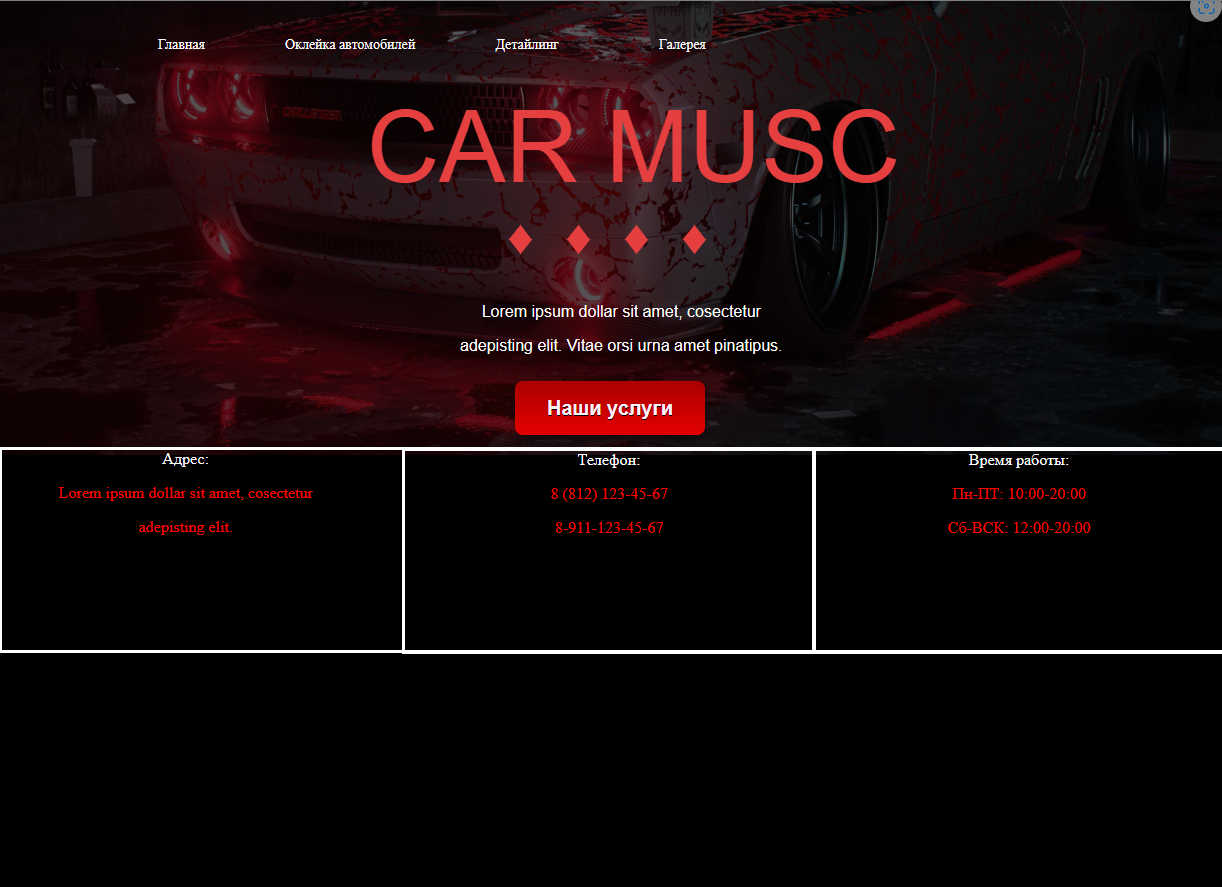 Главная Оклейка автомобилей Детайлинг Галерея
CAR MUSC
Lorem ipsum dollar sit amet, cosectetur
adepisting elit. Vitae orsi urna amet pinatipus.
Наши услуги
Адрес:
Lorem ipsum dollar sit amet, cosectetur
adepisting elit.
Телефон:
8 (812) 123-45-67
8-911-123-45-67
Время работы:
Пн-ПТ: 10:00-20:00
Сб-ВСК: 12:00-20:00